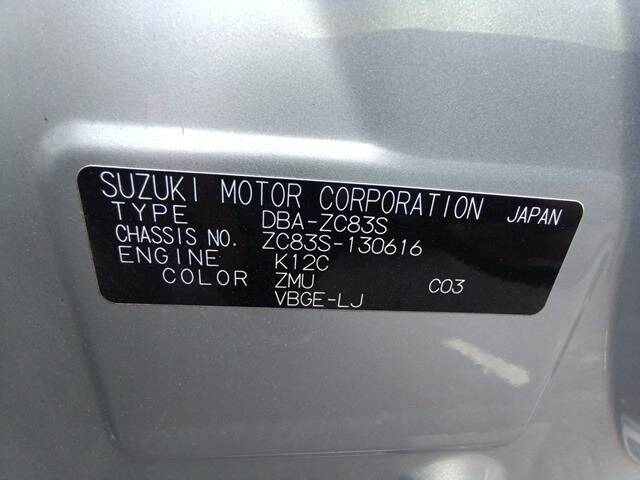 SUZUKI MOTOR CORPORATION JAPAN
TYPE DBA-ZC83S
CHASSIS NO. ZC83S-130616
ENGINE K12C
COLOR ZMU C03
VBGE-LJ